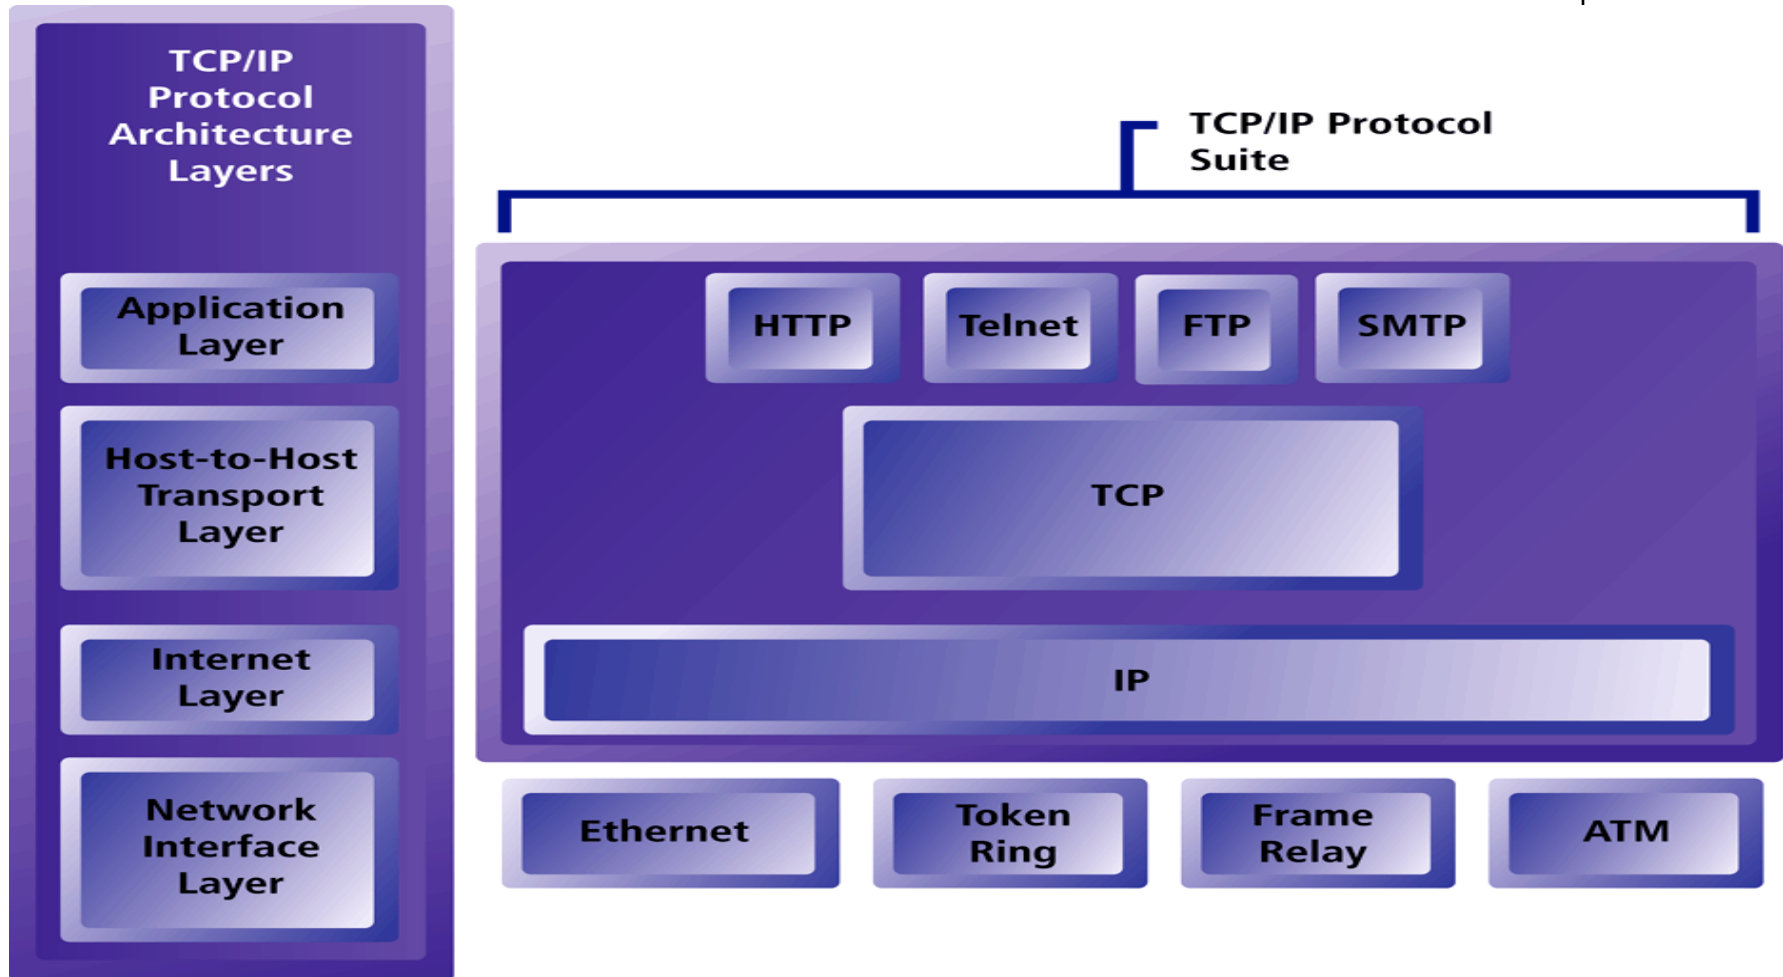 TCP/IP
Protocol
Architecture
Layers
Application
Layer
Host-to-Host
Transport
Layer
Internet
Layer
Network
Interface
Layer
TCP/IP Protocol
Suite
HTTP
Telnet
FTP
SMTP
TCP
IP
Ethernet
Token
Ring
Frame
Relay
ATM